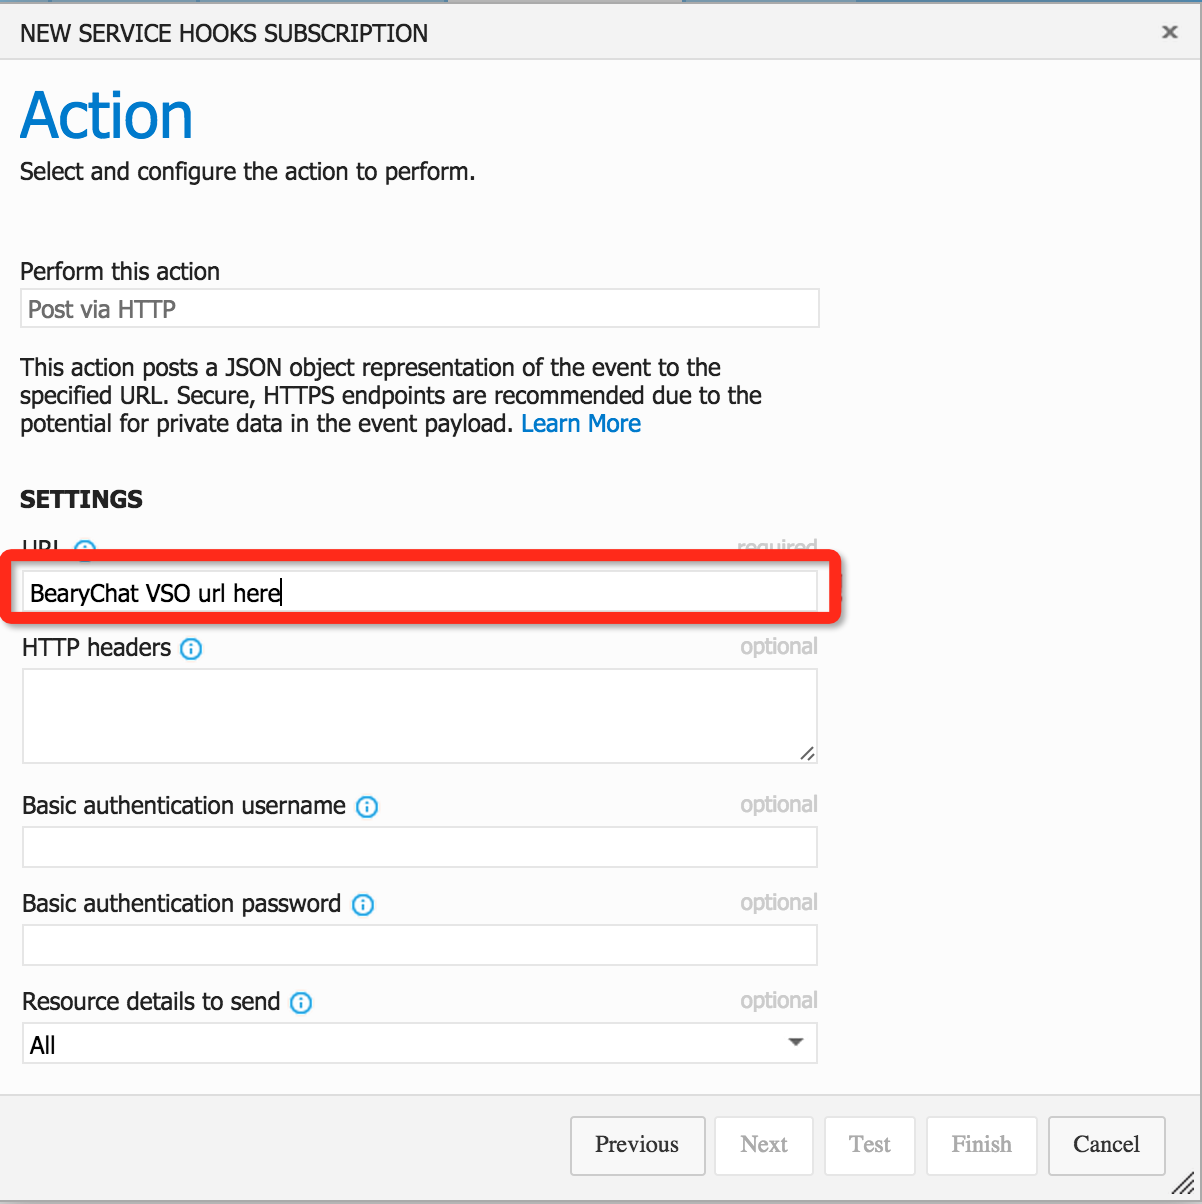 NEW SERVICE HOOKS SUBSCRIPTION
Action
Select and configure the action to perform.
Perform this action
Post via HTTP
This action posts a JSON object representation of the event to the
specified URL. Secure, HTTPS endpoints are recommended due to the
potential for private data in the event payload. Learn More
SETTINGS
URL required
BearyChat VSO url here
HTTP headers optional
Basic authentication username optional
Basic authentication password optional
Resource details to send optional
All
Previous Next Test Finish Cancel